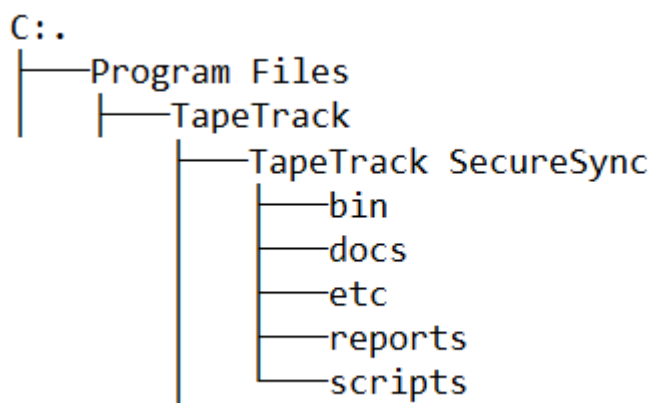 C:.
Program Files
TapeTrack
TapeTrack SecureSync
bin
docs
etc
reports
scripts